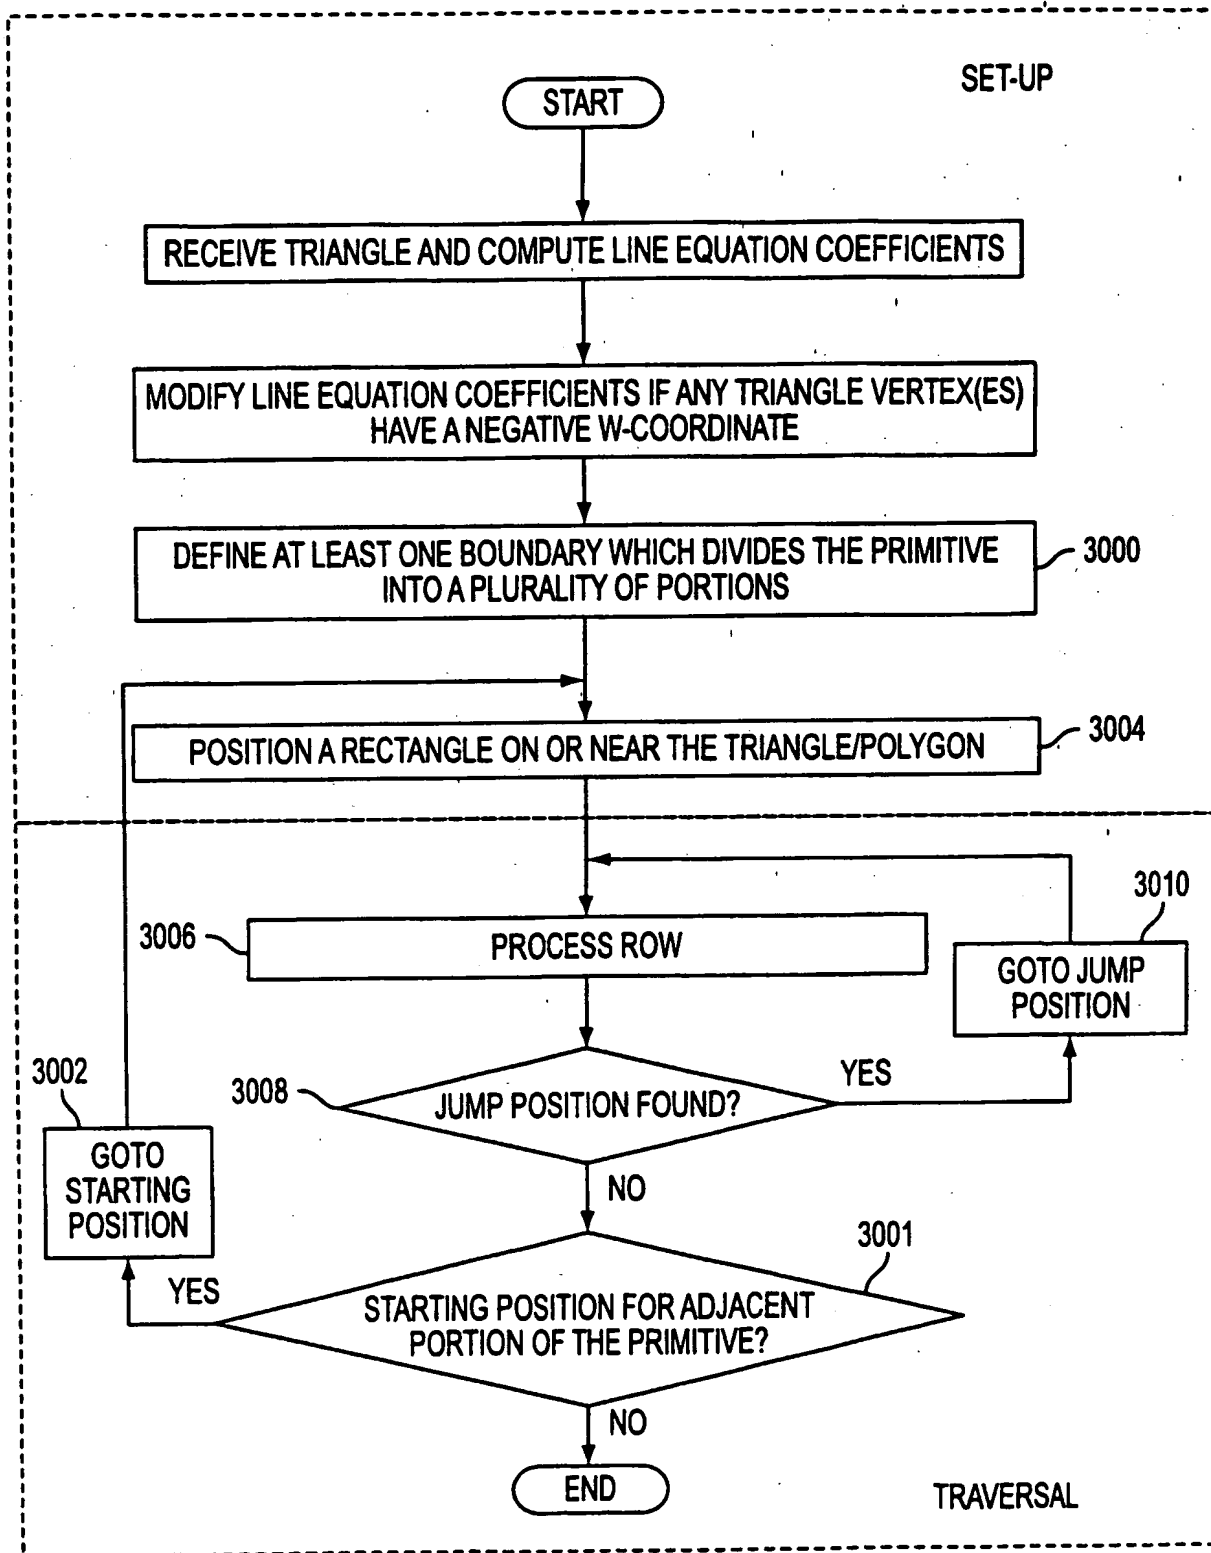 SET-UP
START
RECEIVE TRIANGLE AND COMPUTE LINE EQUATION COEFFICIENTS
MODIFY LINE EQUATION COEFFICIENTS IF ANY TRIANGLE VERTEX(ES)
HAVE A NEGATIVE W-COORDINATE
DEFINE AT LEAST ONE BOUNDARY WHICH DIVIDES THE PRIMITIVE
INTO A PLURALITY OF PORTIONS
3000
POSITION A RECTANGLE ON OR NEAR THE TRIANGLE/POLYGON
3004
3010
3006
PROCESS ROW
GOTO JUMP
POSITION
3002
3008
JUMP POSITION FOUND?
YES
GOTO
STARTING
POSITION
NO
3001
YES
STARTING POSITION FOR ADJACENT
PORTION OF THE PRIMITIVE?
NO
END
TRAVERSAL